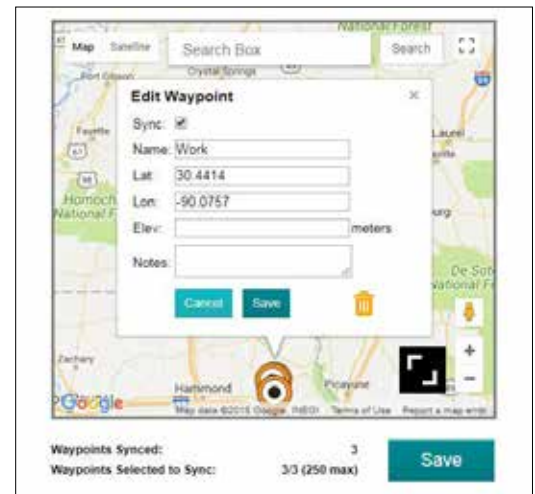 National Forest
Map Satellite Search Box Search
Port Gibson Crystal Springs
Edit Waypoint ×
Sync:
Fayette
Laurel
Name: Work
Lat: 30.4414
Lon: -90.0757
Homoch
National F
Elev: meters
Notes:
De Sot
National F
Cancel Save
Zachary
+
−
Hammond Picayune
Google Map data ©2015 Google, INEGI Terms of Use Report a map error
Waypoints Synced: 3
Waypoints Selected to Sync: 3/3 (250 max)
Save